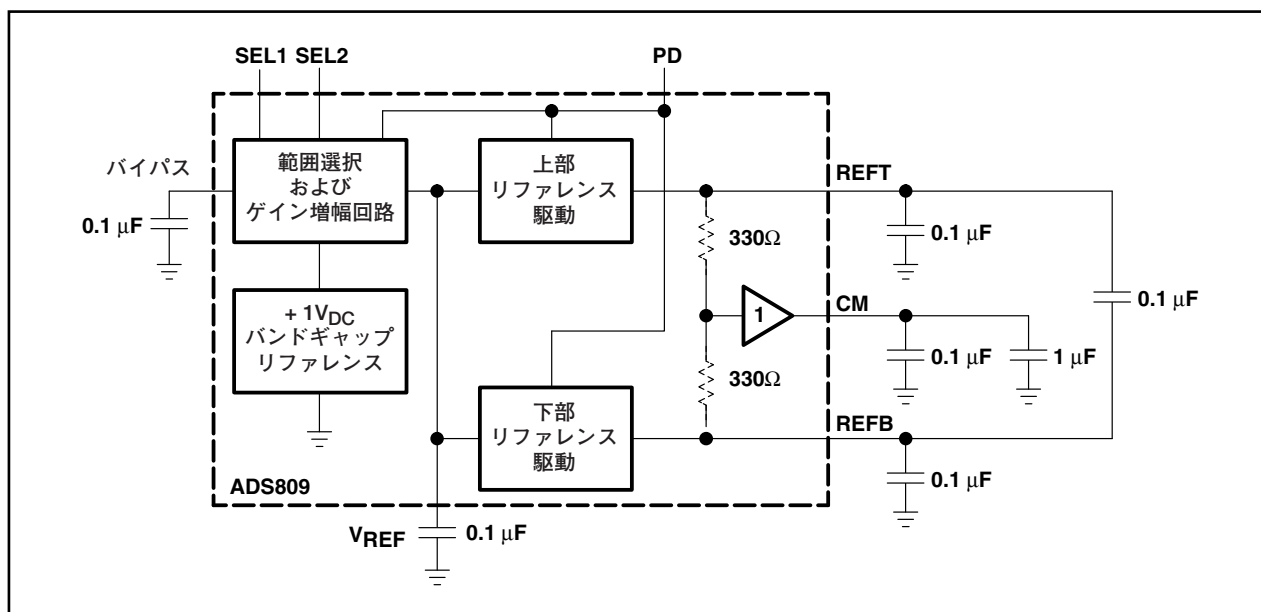 SEL1 SEL2
PD
バイパス
0.1 μF
範囲選択
および
ゲイン増幅回路
上部
リファレンス
駆動
REFT
330Ω
0.1 μF
+ 1VDC
バンドギャップ
リファレンス
1
CM
0.1 μF
0.1 μF
1 μF
330Ω
下部
リファレンス
駆動
REFB
0.1 μF
ADS809
VREF
0.1 μF